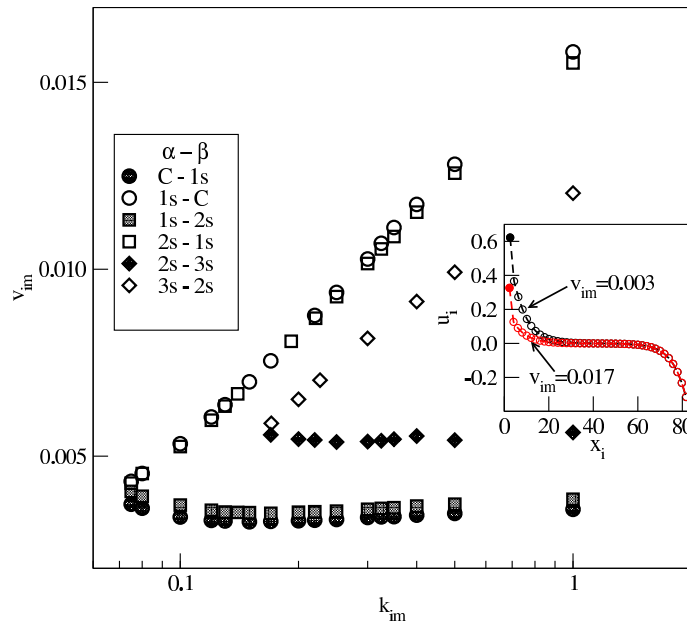 0.015
0.010
0.005
v_im
α – β
C - 1s
1s - C
1s - 2s
2s - 1s
2s - 3s
3s - 2s
0.6
0.4
0.2
0.0
-0.2
u_i
v_im=0.003
v_im=0.017
0 20 40 60 80
x_i
0.1 1
k_im